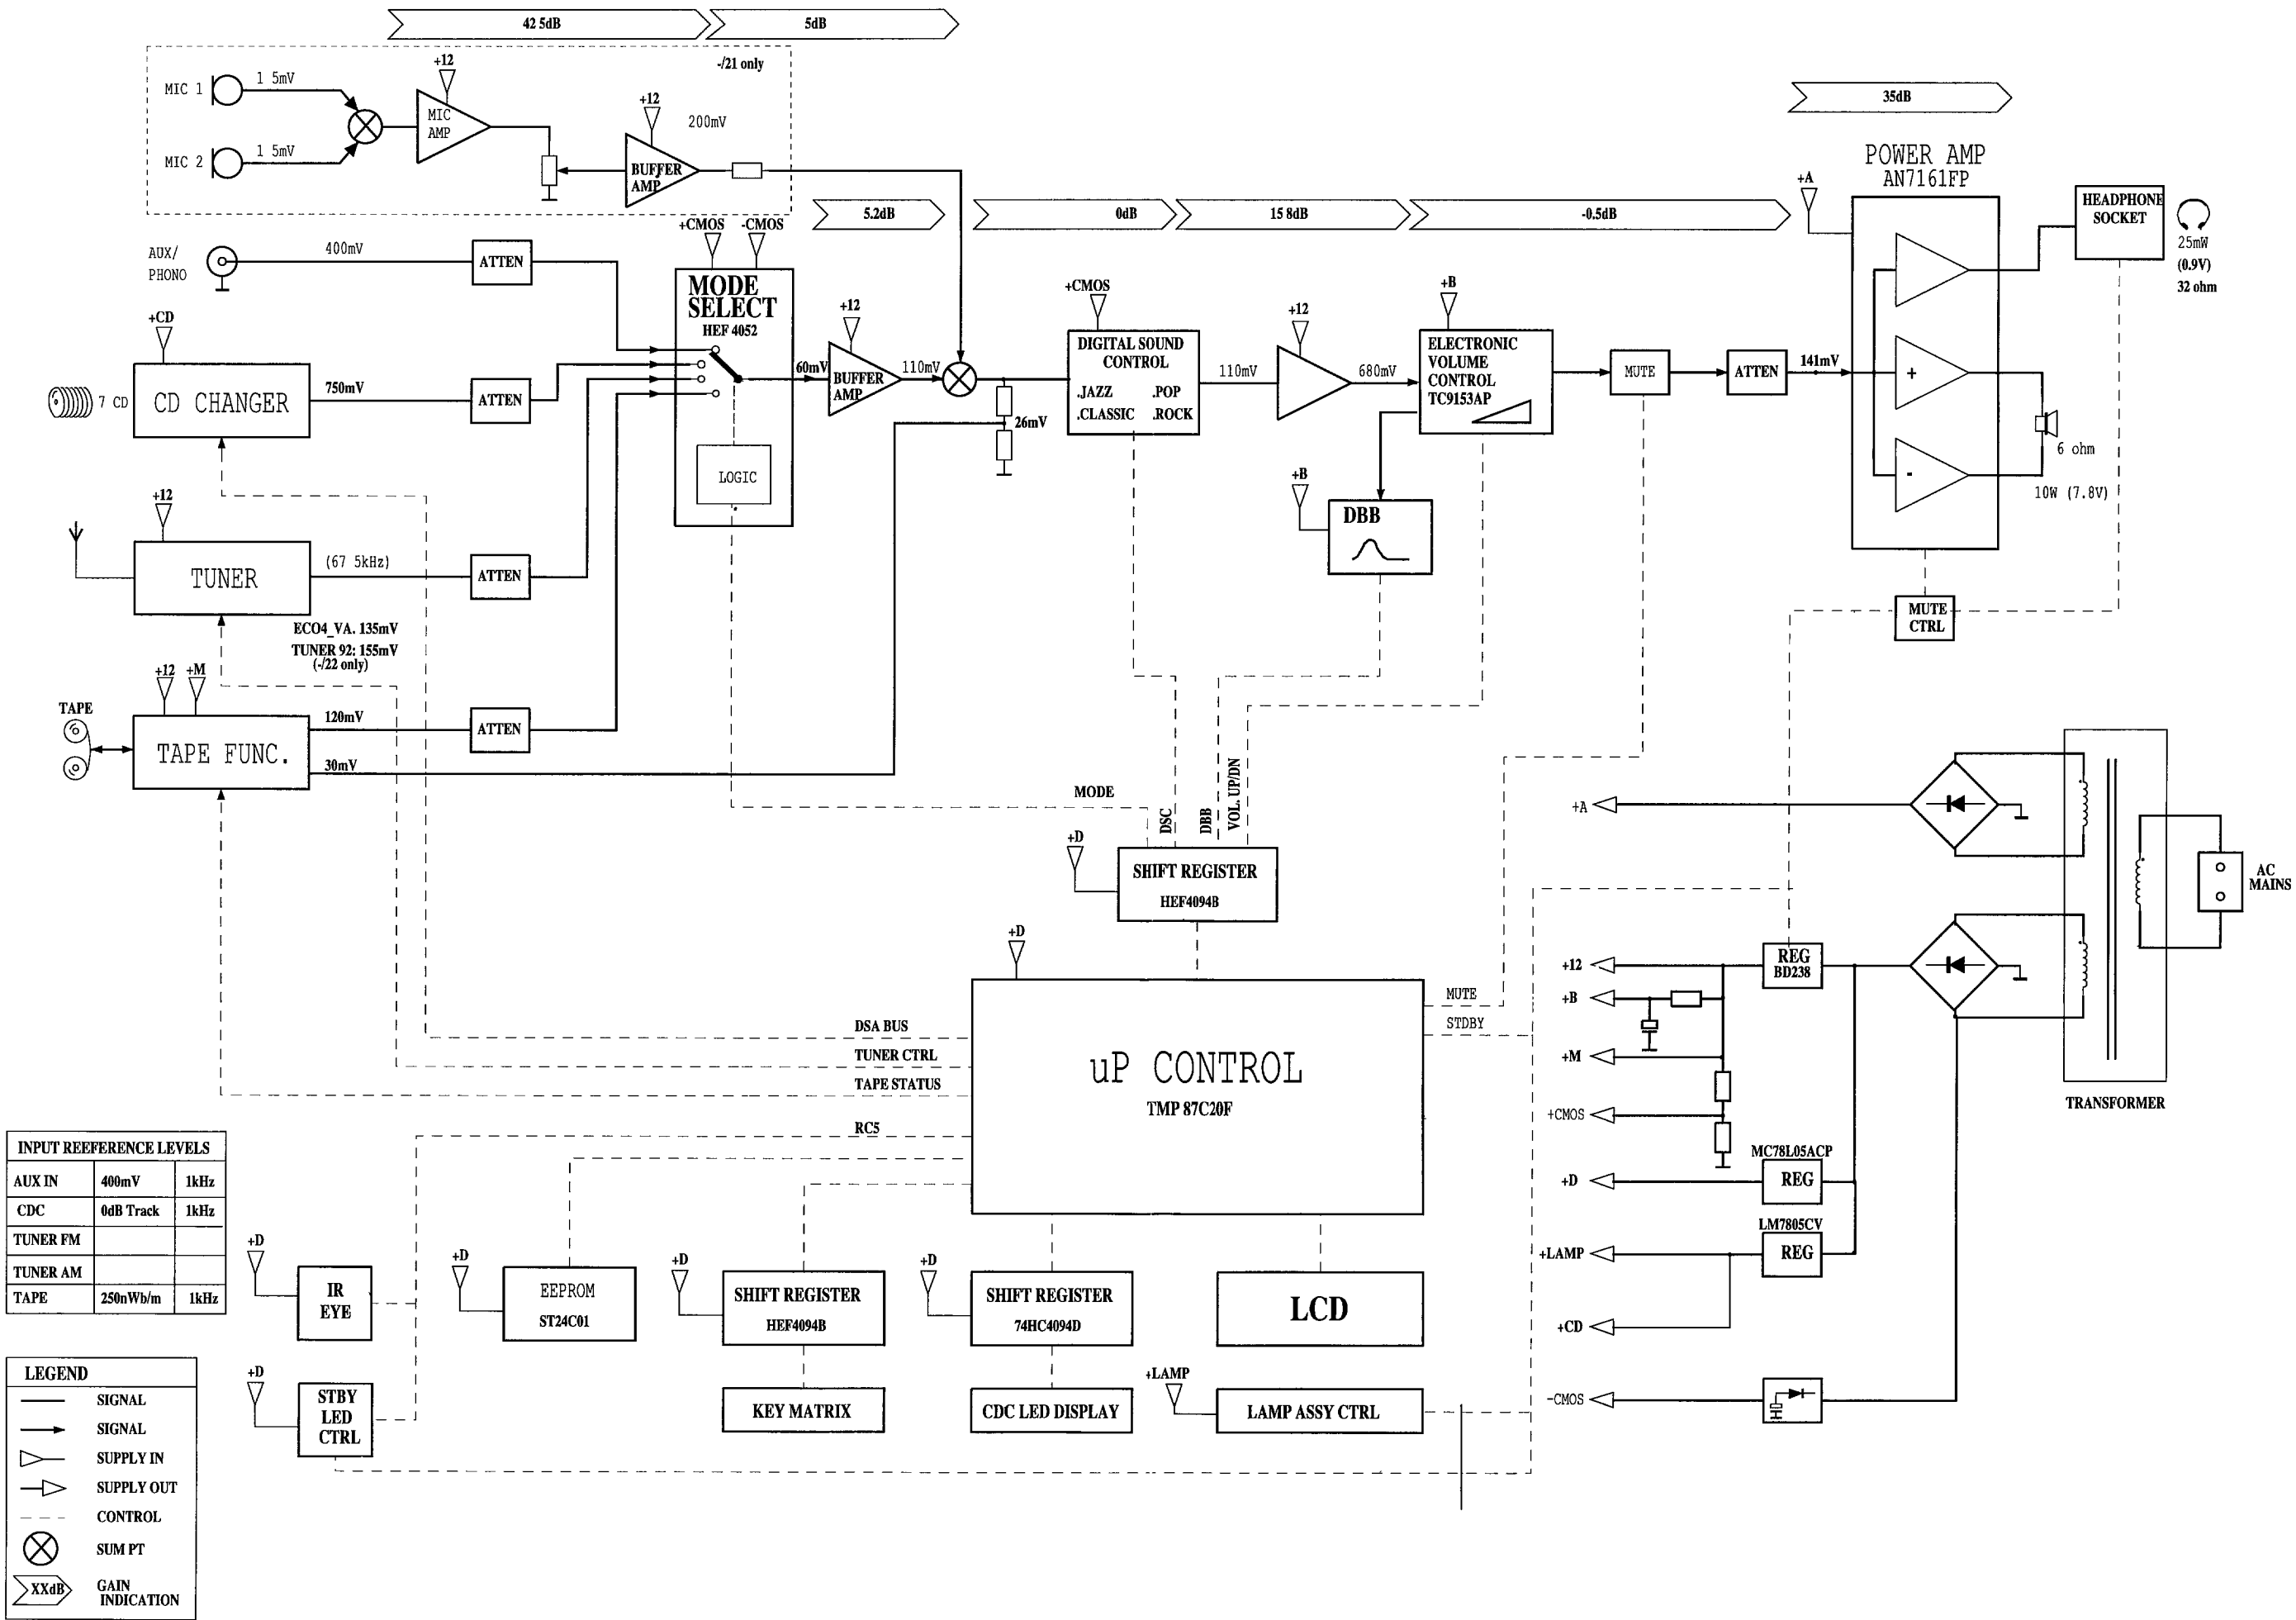 42 5dB
5dB
-/21 only
MIC 1
1 5mV
+12
MIC
AMP
MIC 2
1 5mV
+12
200mV
BUFFER
AMP
35dB
POWER AMP
AN7161FP
+A
HEADPHONE
SOCKET
25mW
(0.9V)
32 ohm
5.2dB
0dB
15 8dB
-0.5dB
AUX/
PHONO
400mV
ATTEN
+CMOS
-CMOS
MODE
SELECT
HEF 4052
LOGIC
+CD
7 CD
CD CHANGER
750mV
ATTEN
60mV
+12
BUFFER
AMP
110mV
26mV
+CMOS
DIGITAL SOUND
CONTROL
.JAZZ .POP
.CLASSIC .ROCK
110mV
+12
680mV
+B
ELECTRONIC
VOLUME
CONTROL
TC9153AP
MUTE
ATTEN
141mV
+
-
6 ohm
10W (7.8V)
+B
DBB
+12
TUNER
(67 5kHz)
ATTEN
ECO4_VA. 135mV
TUNER 92: 155mV
(-/22 only)
MUTE
CTRL
+12
+M
TAPE
TAPE FUNC.
120mV
ATTEN
30mV
MODE
DSC
DBB
VOL. UP/DN
+D
SHIFT REGISTER
HEF4094B
+A
AC
MAINS
TRANSFORMER
+12
REG
BD238
+B
+M
+CMOS
MC78L05ACP
+D
REG
LM7805CV
+LAMP
REG
+CD
-CMOS
+D
MUTE
STDBY
DSA BUS
TUNER CTRL
TAPE STATUS
RC5
uP CONTROL
TMP 87C20F
INPUT REEFERENCE LEVELS
AUX IN 400mV 1kHz
CDC 0dB Track 1kHz
TUNER FM
TUNER AM
TAPE 250nWb/m 1kHz
+D
IR
EYE
+D
EEPROM
ST24C01
+D
SHIFT REGISTER
HEF4094B
+D
SHIFT REGISTER
74HC4094D
LCD
+D
STBY
LED
CTRL
KEY MATRIX
CDC LED DISPLAY
+LAMP
LAMP ASSY CTRL
LEGEND
SIGNAL
SIGNAL
SUPPLY IN
SUPPLY OUT
CONTROL
SUM PT
XXdB
GAIN
INDICATION